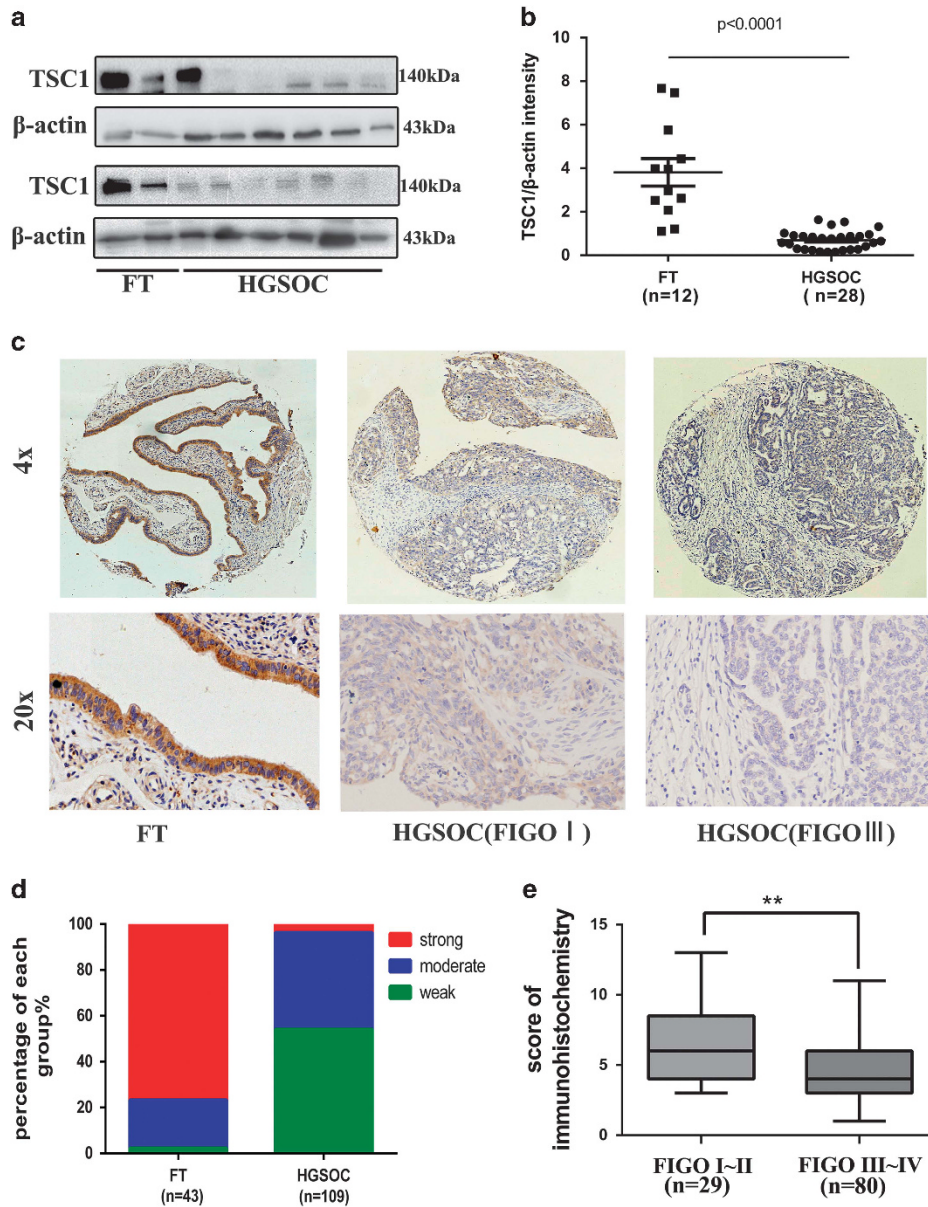 a
TSC1
140kDa
β-actin
43kDa
TSC1
140kDa
β-actin
43kDa
FT HGSOC
b
p<0.0001
TSC1/β-actin intensity
10
8
6
4
2
0
FT
(n=12)
HGSOC
( n=28)
c
4x
20x
FT
HGSOC(FIGO Ⅰ)
HGSOC(FIGO Ⅲ)
d
percentage of each
group%
100
80
60
40
20
0
FT
(n=43)
HGSOC
(n=109)
strong
moderate
weak
e
score of
immunohistochemistry
15
10
5
0
**
FIGO I~II
(n=29)
FIGO III~IV
(n=80)